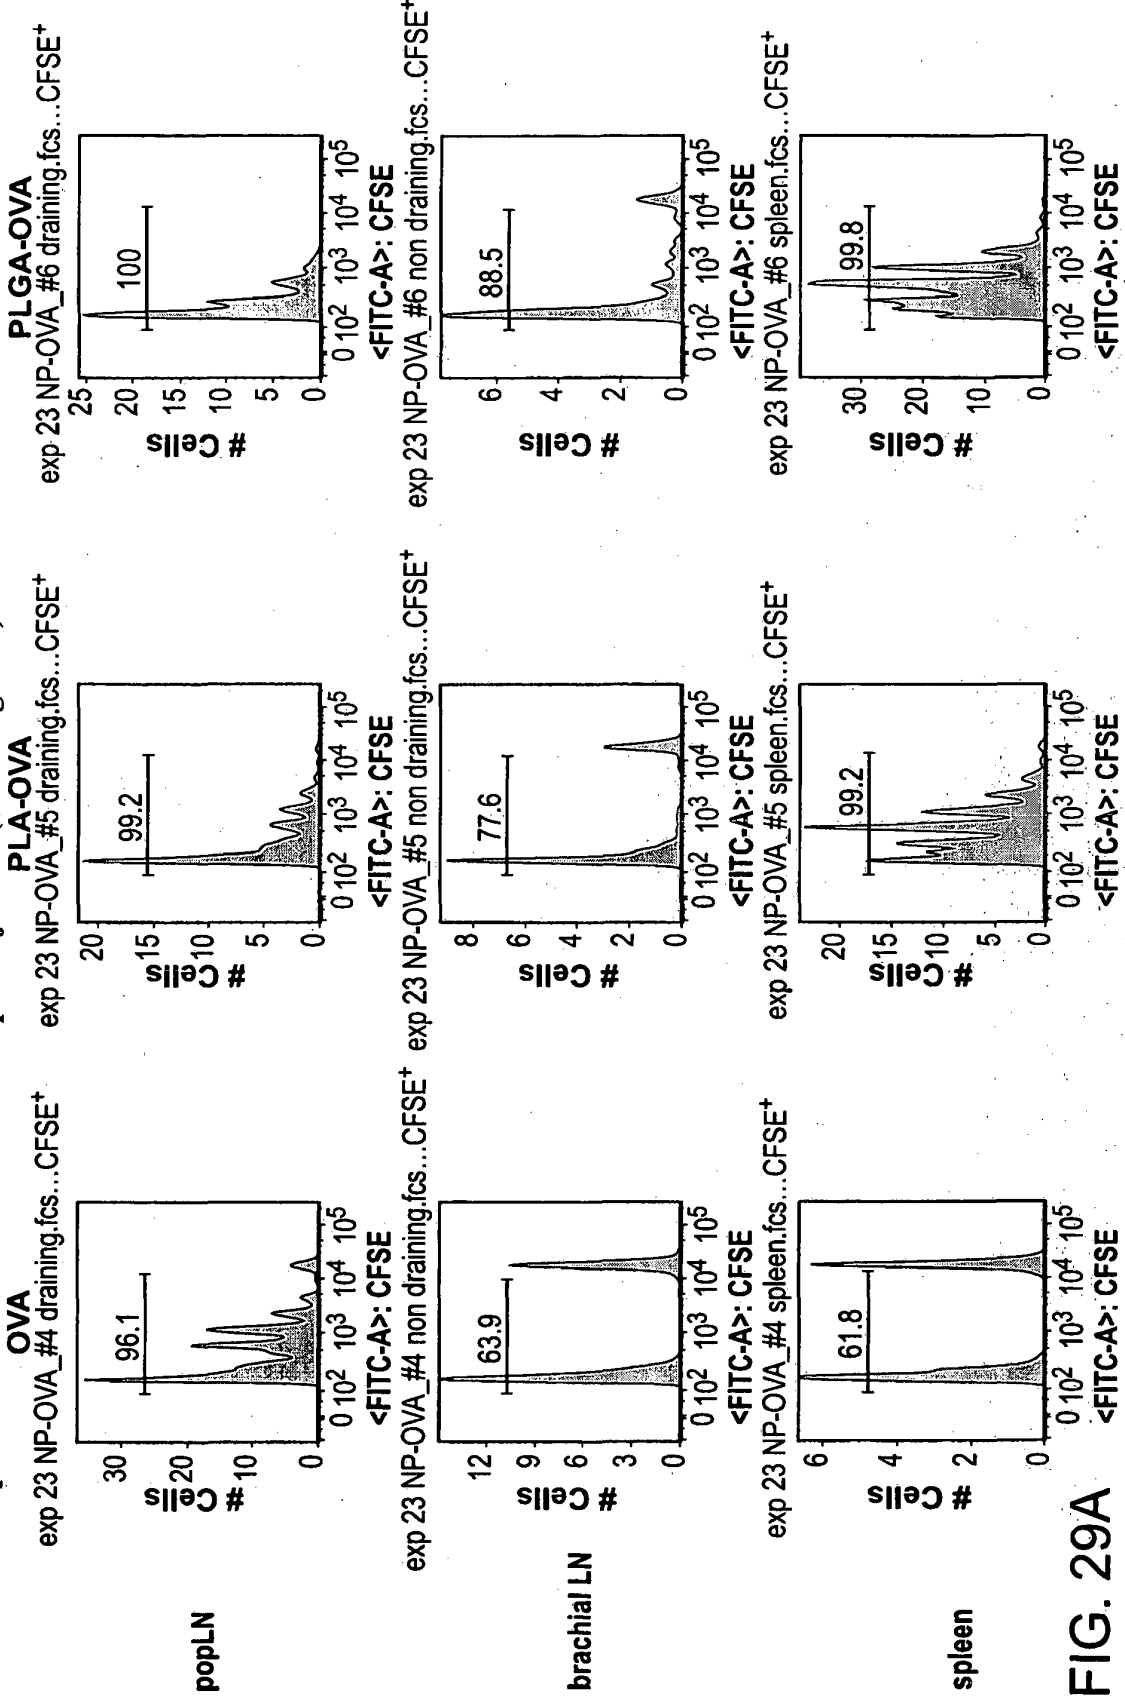 OVA
PLA-OVA
PLGA-OVA
exp 23 NP-OVA_#4 draining.fcs...CFSE+
exp 23 NP-OVA_#5 draining.fcs...CFSE+
exp 23 NP-OVA_#6 draining.fcs...CFSE+
popLN
# Cells
30
20
10
0
96.1
0 10² 10³ 10⁴ 10⁵
<FITC-A>: CFSE
# Cells
20
15
10
5
0
99.2
0 10² 10³ 10⁴ 10⁵
<FITC-A>: CFSE
# Cells
25
20
15
10
5
0
100
0 10² 10³ 10⁴ 10⁵
<FITC-A>: CFSE
exp 23 NP-OVA_#4 non draining.fcs...CFSE+
exp 23 NP-OVA_#5 non draining.fcs...CFSE+
exp 23 NP-OVA_#6 non draining.fcs...CFSE+
brachial LN
# Cells
12
9
6
3
0
63.9
0 10² 10³ 10⁴ 10⁵
<FITC-A>: CFSE
# Cells
8
6
4
2
0
77.6
0 10² 10³ 10⁴ 10⁵
<FITC-A>: CFSE
# Cells
6
4
2
0
88.5
0 10² 10³ 10⁴ 10⁵
<FITC-A>: CFSE
exp 23 NP-OVA_#4 spleen.fcs...CFSE+
exp 23 NP-OVA_#5 spleen.fcs...CFSE+
exp 23 NP-OVA_#6 spleen.fcs...CFSE+
spleen
# Cells
6
4
2
0
61.8
0 10² 10³ 10⁴ 10⁵
<FITC-A>: CFSE
# Cells
20
15
10
5
0
99.2
0 10² 10³ 10⁴ 10⁵
<FITC-A>: CFSE
# Cells
30
20
10
0
99.8
0 10² 10³ 10⁴ 10⁵
<FITC-A>: CFSE
FIG. 29A